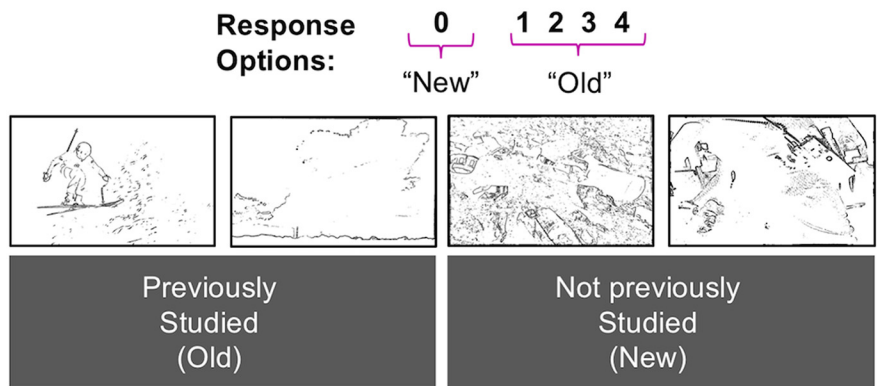 Response 0 1 2 3 4
Options:
“New” “Old”
Previously Not previously
Studied Studied
(Old) (New)